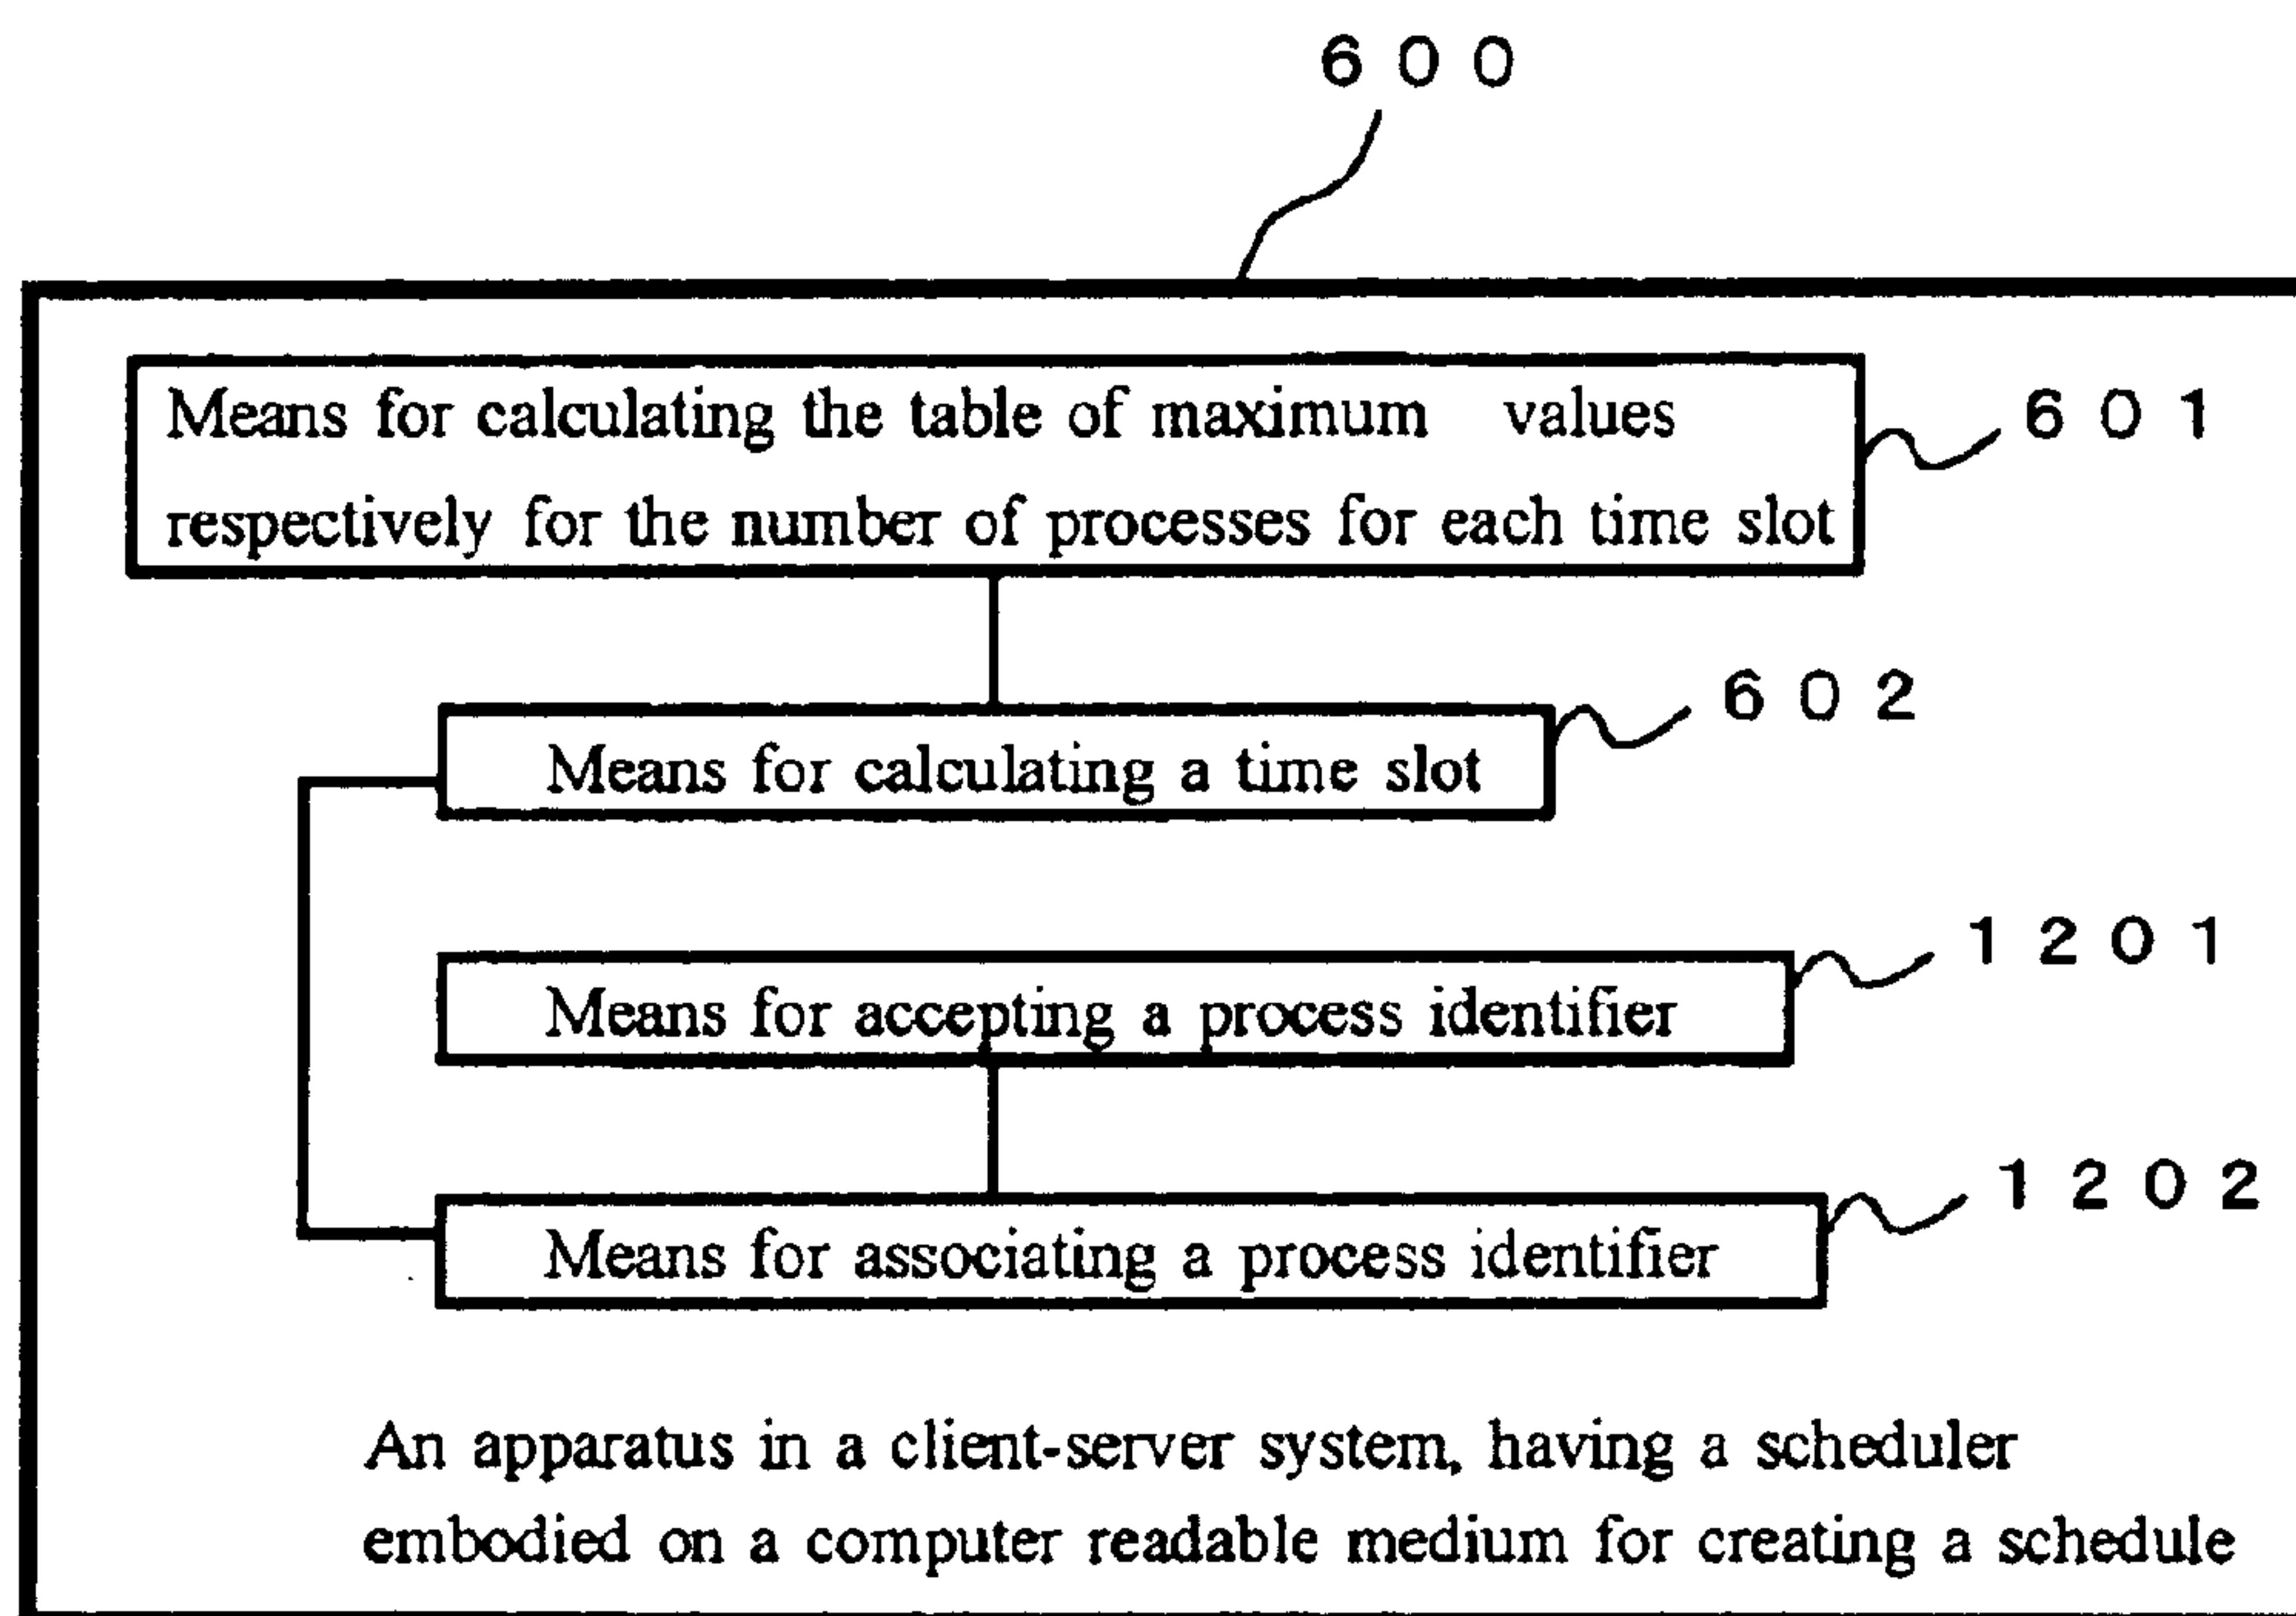 600
Means for calculating the table of maximum values
respectively for the number of processes for each time slot
601
602
Means for calculating a time slot
1201
Means for accepting a process identifier
1202
Means for associating a process identifier
An apparatus in a client-server system, having a scheduler
embodied on a computer readable medium for creating a schedule